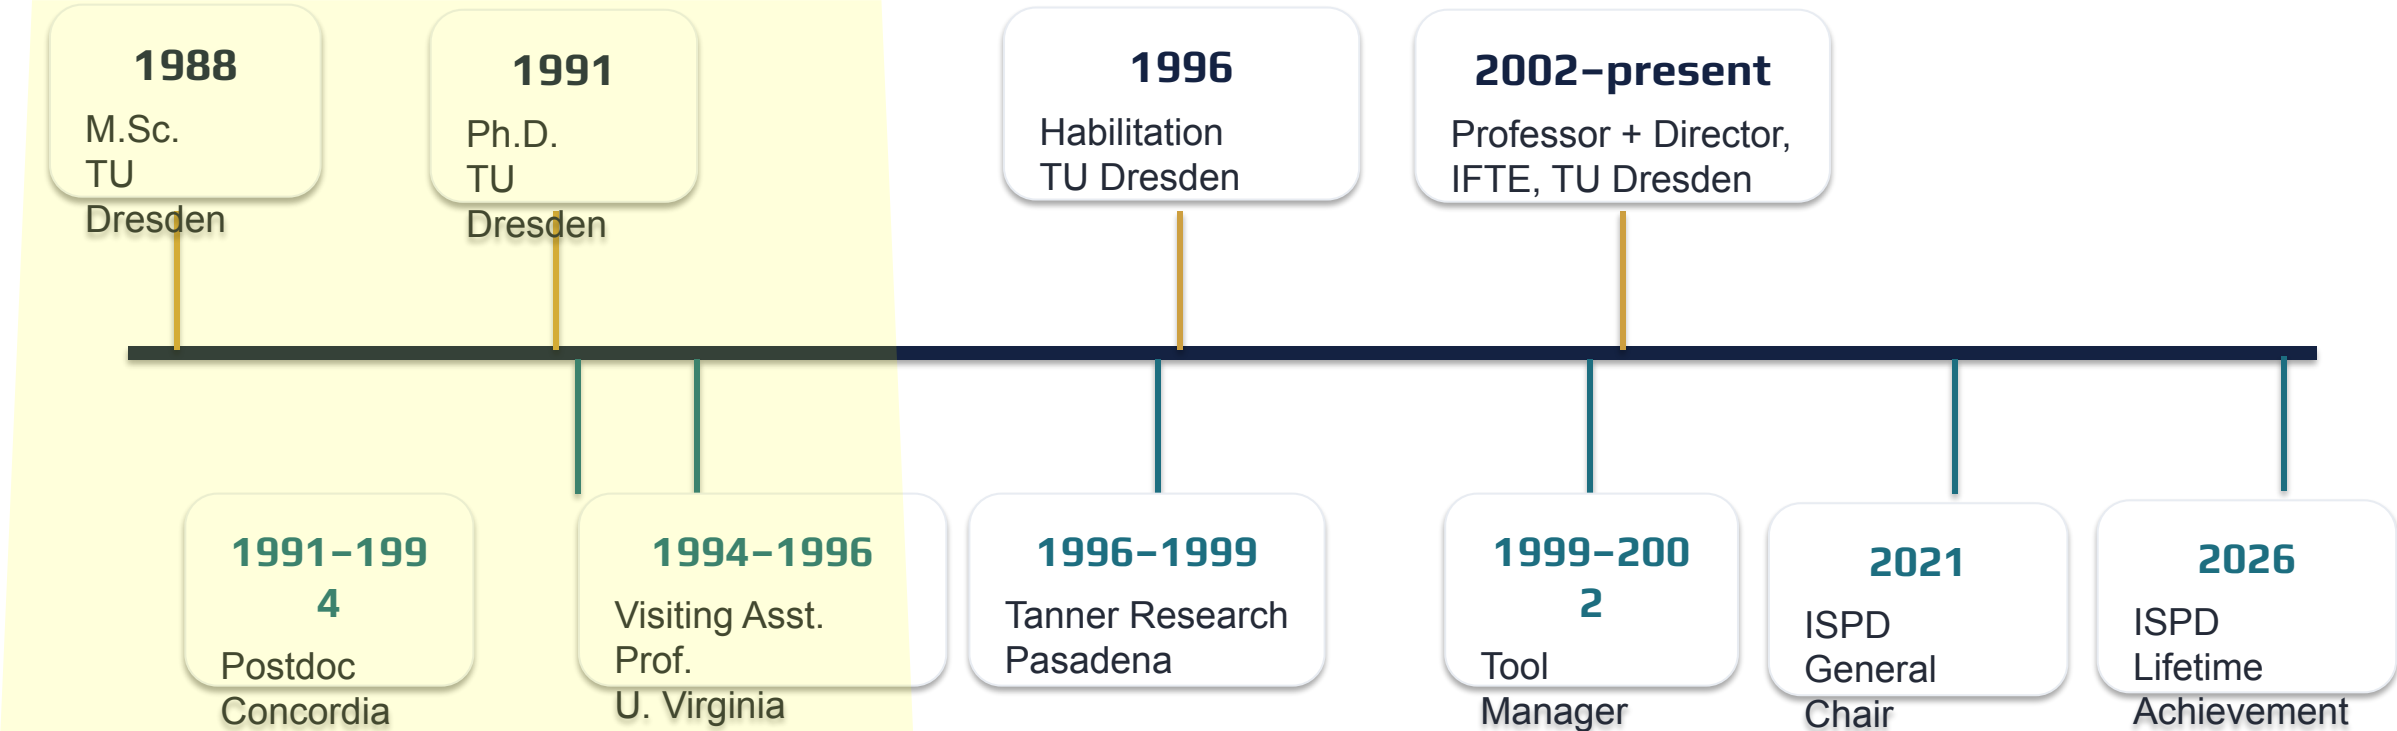 1988
M.Sc.
TU
Dresden
1991
Ph.D.
TU
Dresden
1996
Habilitation
TU Dresden
2002–present
Professor + Director,
IFTE, TU Dresden
1991–199
4
Postdoc
Concordia
1994–1996
Visiting Asst.
Prof.
U. Virginia
1996–1999
Tanner Research
Pasadena
1999–200
2
Tool
Manager
2021
ISPD
General
Chair
2026
ISPD
Lifetime
Achievement